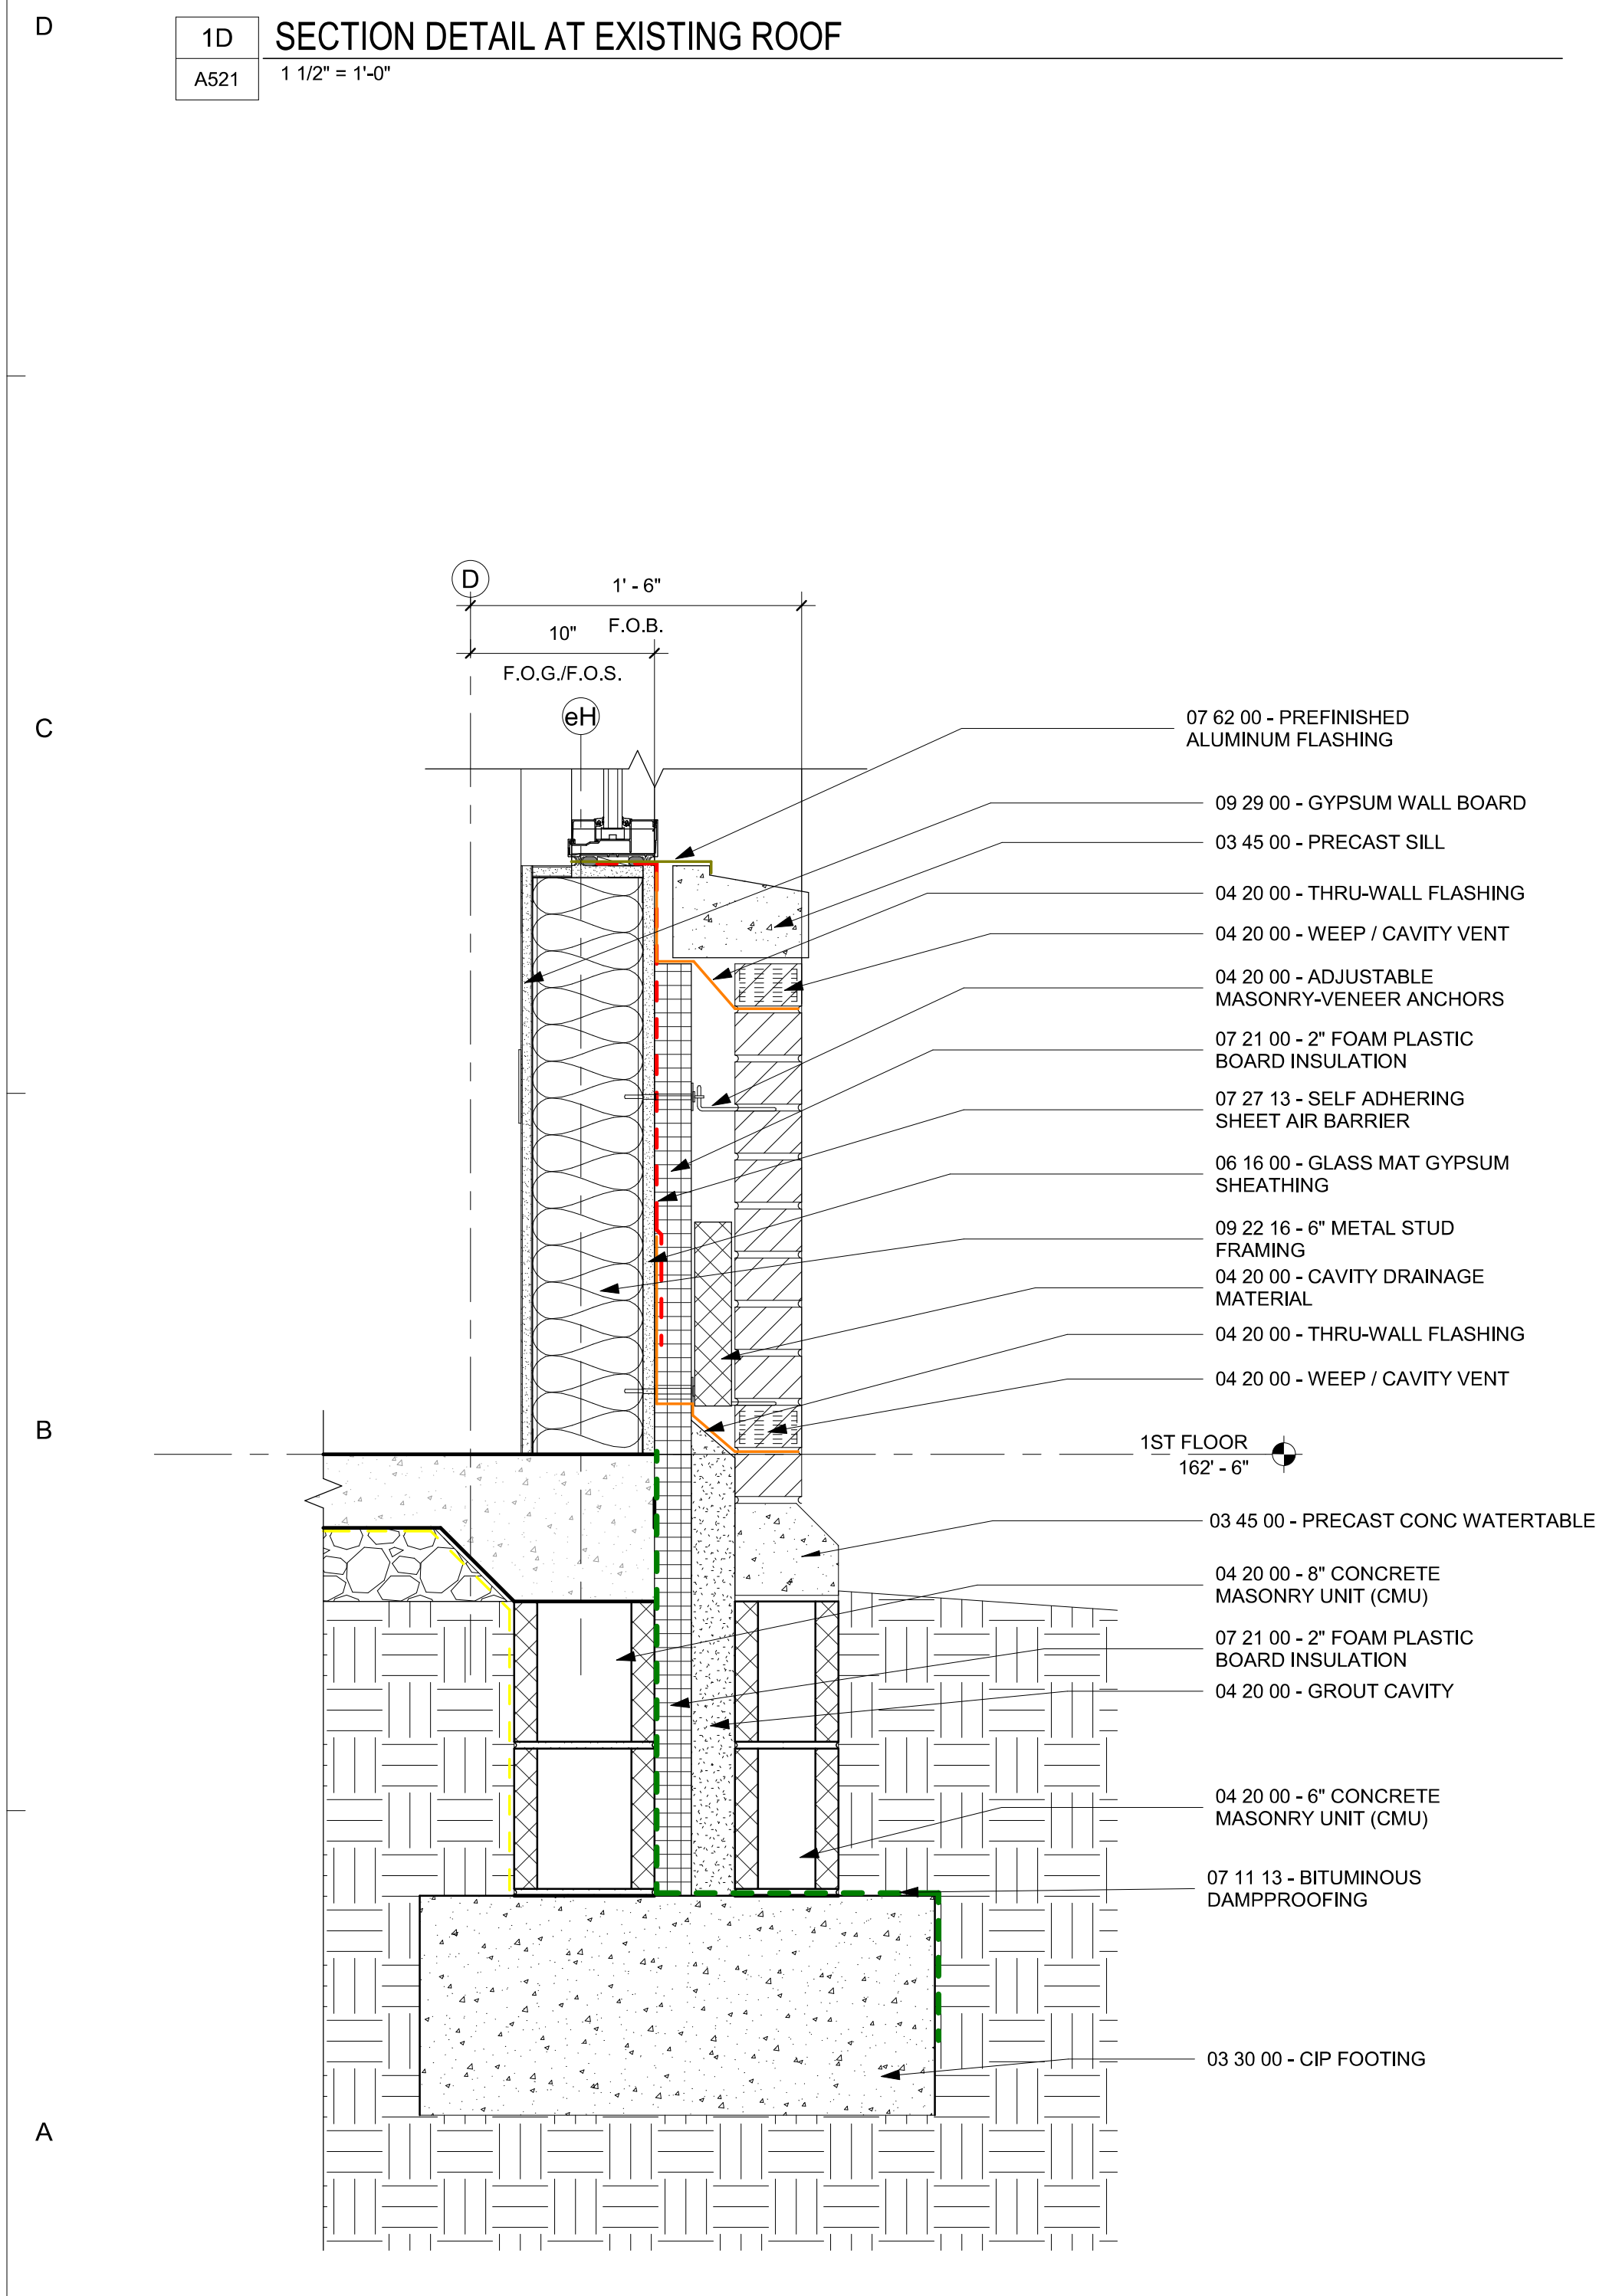 D
1D
SECTION DETAIL AT EXISTING ROOF
A521
1 1/2" = 1'-0"
D
1' - 6"
F.O.B.
10"
F.O.G./F.O.S.
eH
C
07 62 00 - PREFINISHED
ALUMINUM FLASHING
09 29 00 - GYPSUM WALL BOARD
03 45 00 - PRECAST SILL
04 20 00 - THRU-WALL FLASHING
04 20 00 - WEEP / CAVITY VENT
04 20 00 - ADJUSTABLE
MASONRY-VENEER ANCHORS
07 21 00 - 2" FOAM PLASTIC
BOARD INSULATION
07 27 13 - SELF ADHERING
SHEET AIR BARRIER
06 16 00 - GLASS MAT GYPSUM
SHEATHING
09 22 16 - 6" METAL STUD
FRAMING
04 20 00 - CAVITY DRAINAGE
MATERIAL
04 20 00 - THRU-WALL FLASHING
04 20 00 - WEEP / CAVITY VENT
B
1ST FLOOR
162' - 6"
03 45 00 - PRECAST CONC WATERTABLE
04 20 00 - 8" CONCRETE
MASONRY UNIT (CMU)
07 21 00 - 2" FOAM PLASTIC
BOARD INSULATION
04 20 00 - GROUT CAVITY
04 20 00 - 6" CONCRETE
MASONRY UNIT (CMU)
07 11 13 - BITUMINOUS
DAMPPROOFING
03 30 00 - CIP FOOTING
A